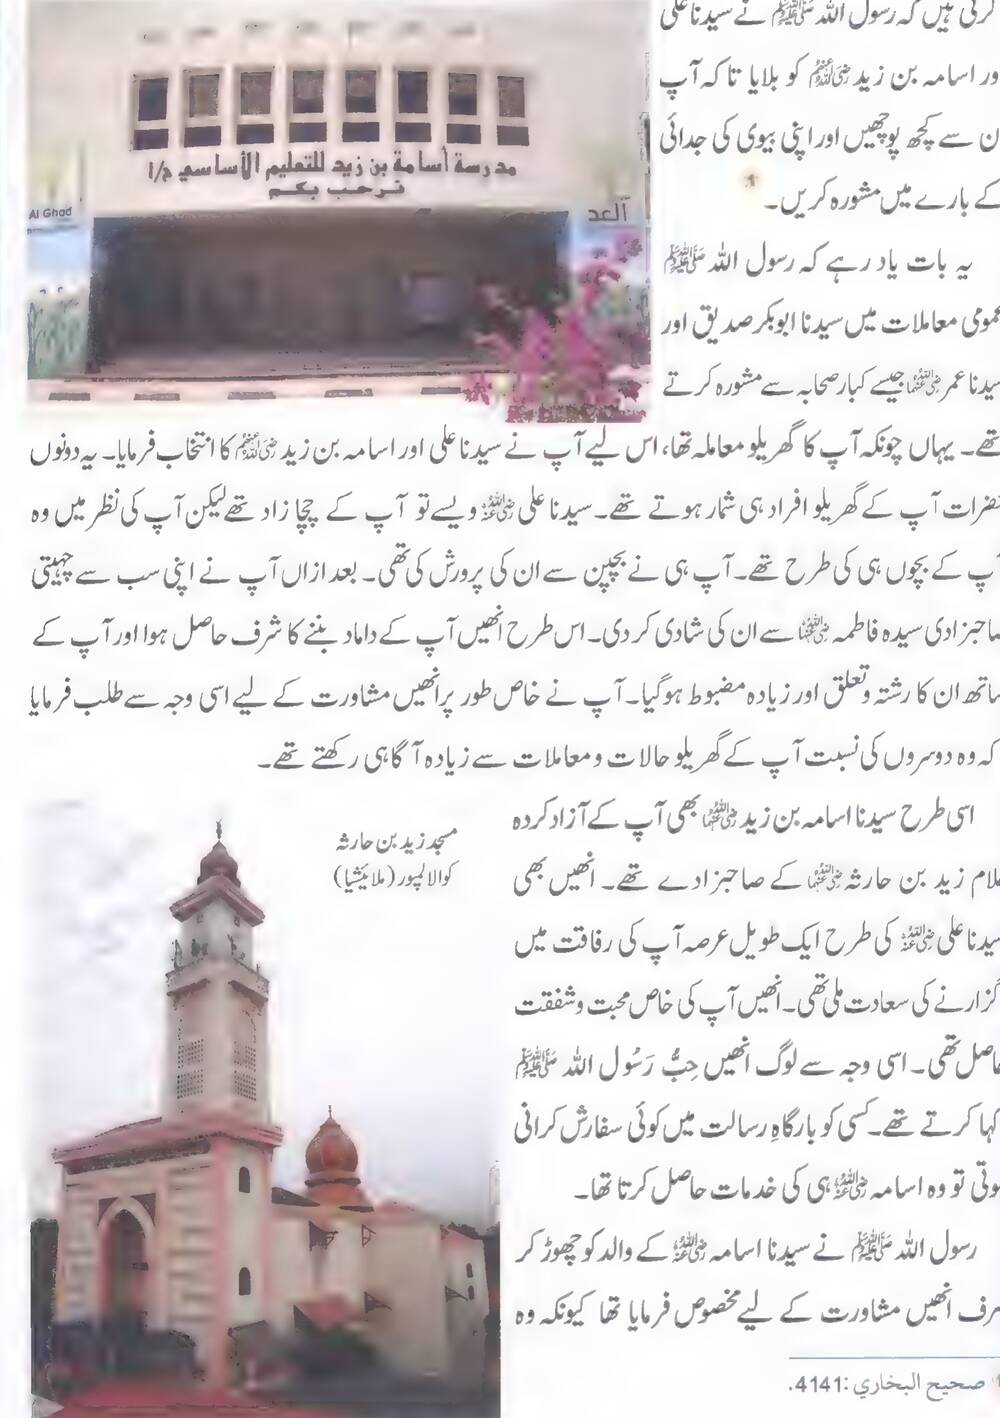 کرتی ہیں کہ رسول اللہ ﷺ نے سیدنا علی
ور اسامہ بن زید رضی اللہ عنہم کو بلایا تاکہ آپ
ن سے کچھ پوچھیں اور اپنی بیوی کی جدائی
کے بارے میں مشورہ کریں۔
مدرسة أسامة بن زيد للتعليم الأساسي ح/١
نرحب بكم
Al Ghad
الغد
یہ بات یاد رہے کہ رسول اللہ ﷺ
عمومی معاملات میں سیدنا ابوبکر صدیق اور
سیدنا عمر رضی اللہ عنہما جیسے کبار صحابہ سے مشورہ کرتے
تھے۔ یہاں چونکہ آپ کا گھریلو معاملہ تھا، اس لیے آپ نے سیدنا علی اور اسامہ بن زید رضی اللہ عنہم کا انتخاب فرمایا۔ یہ دونوں
حضرات آپ کے گھریلو افراد ہی شمار ہوتے تھے۔ سیدنا علی رضی اللہ عنہ ویسے تو آپ کے چچا زاد تھے لیکن آپ کی نظر میں وہ
آپ کے بچوں ہی کی طرح تھے۔ آپ ہی نے بچپن سے ان کی پرورش کی تھی۔ بعد ازاں آپ نے اپنی سب سے چہیتی
صاحبزادی سیدہ فاطمہ رضی اللہ عنہا سے ان کی شادی کر دی۔ اس طرح انھیں آپ کے داماد بننے کا شرف حاصل ہوا اور آپ کے
ساتھ ان کا رشتہ و تعلق اور زیادہ مضبوط ہو گیا۔ آپ نے خاص طور پر انھیں مشاورت کے لیے اسی وجہ سے طلب فرمایا
کہ وہ دوسروں کی نسبت آپ کے گھریلو حالات و معاملات سے زیادہ آگاہی رکھتے تھے۔
اسی طرح سیدنا اسامہ بن زید رضی اللہ عنہما بھی آپ کے آزاد کردہ
غلام زید بن حارثہ رضی اللہ عنہما کے صاحبزادے تھے۔ انھیں بھی
سیدنا علی رضی اللہ عنہ کی طرح ایک طویل عرصہ آپ کی رفاقت میں
گزارنے کی سعادت ملی تھی۔ انھیں آپ کی خاص محبت و شفقت
حاصل تھی۔ اسی وجہ سے لوگ انھیں حِبُّ رَسُول اللہ ﷺ
کہا کرتے تھے۔ کسی کو بارگاہِ رسالت میں کوئی سفارش کرانی
ہوتی تو وہ اسامہ رضی اللہ عنہ ہی کی خدمات حاصل کرتا تھا۔
رسول اللہ ﷺ نے سیدنا اسامہ رضی اللہ عنہ کے والد کو چھوڑ کر
صرف انھیں مشاورت کے لیے مخصوص فرمایا تھا کیونکہ وہ
مسجد زید بن حارثہ
کوالالمپور (ملائیشیا)
1 صحيح البخاري: 4141.